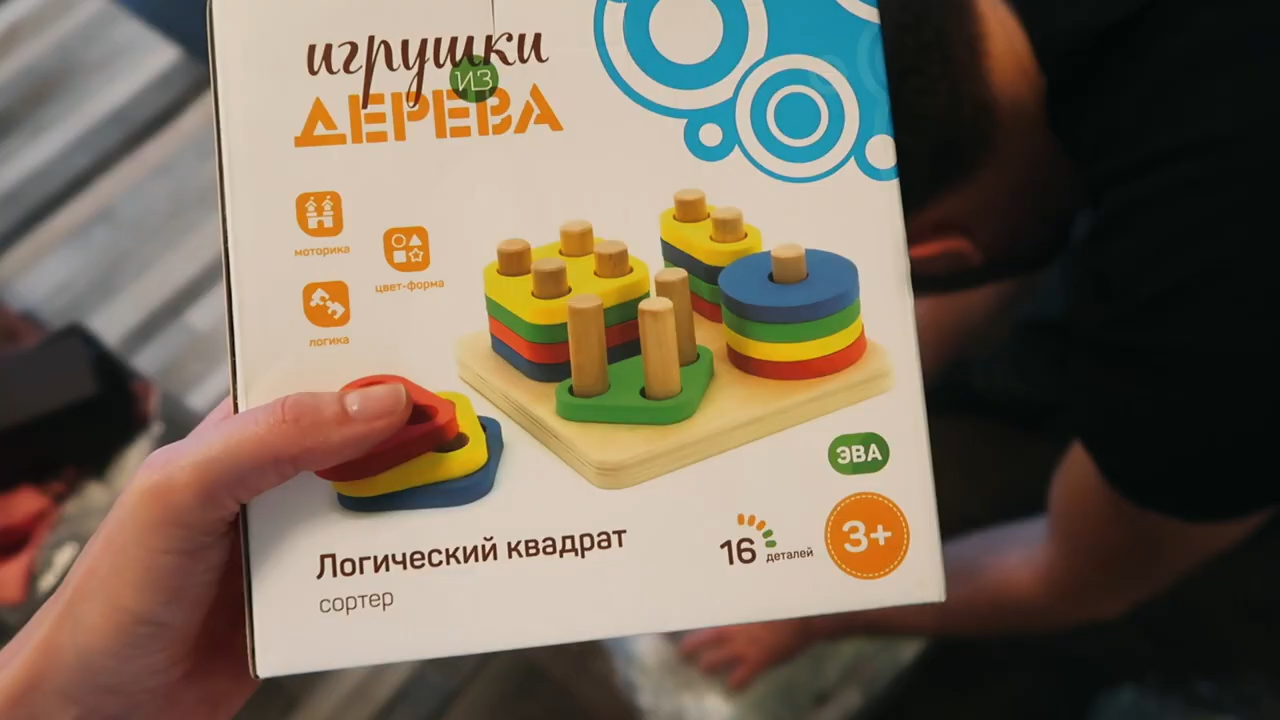 игрушки
из
ДЕРЕВА
моторика
цвет-форма
логика
ЭВА
16 деталей
3+
Логический квадрат
сортер